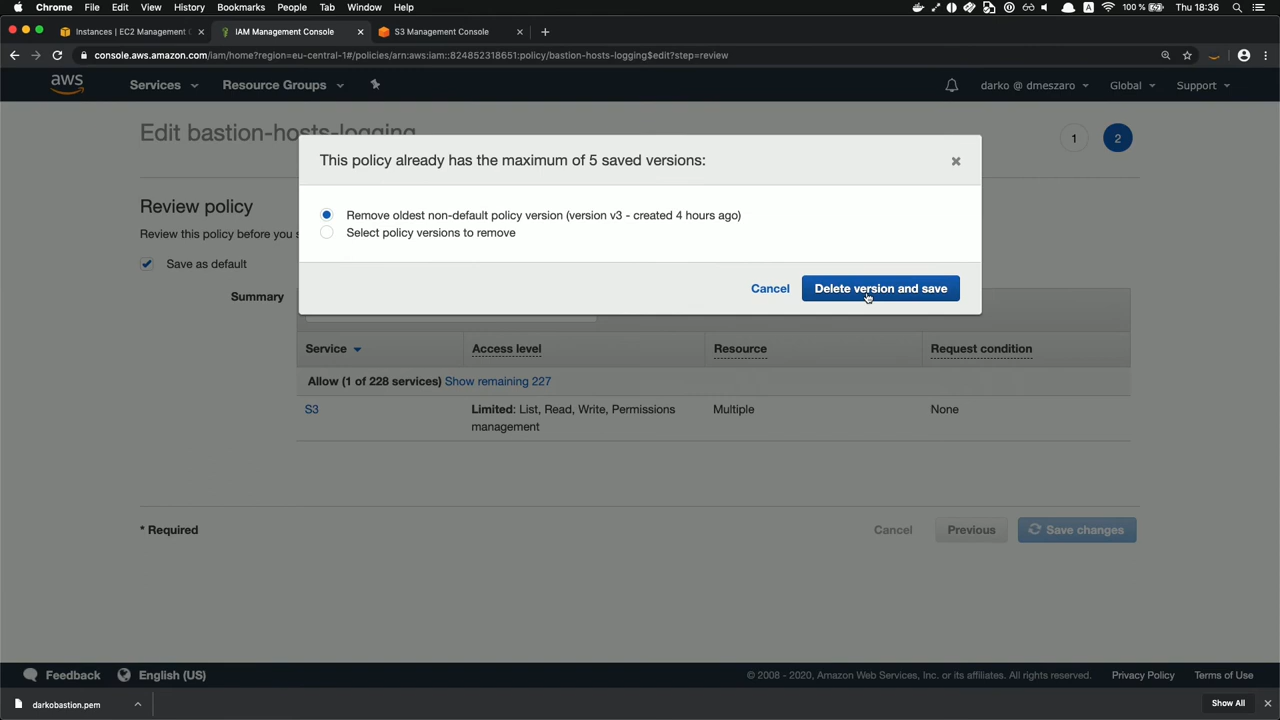 Chrome File Edit View History Bookmarks People Tab Window Help 100 % Thu 18:36
Instances | EC2 Management C IAM Management Console S3 Management Console
console.aws.amazon.com/iam/home?region=eu-central-1#/policies/arn:aws:iam::824852318651:policy/bastion-hosts-logging$edit?step=review
aws Services Resource Groups darko @ dmeszaro Global Support
Edit bastion-hosts-logging 1 2
This policy already has the maximum of 5 saved versions:
Remove oldest non-default policy version (version v3 - created 4 hours ago)
Select policy versions to remove
Cancel Delete version and save
Review policy
Review this policy before you s
Save as default
Summary
Service Access level Resource Request condition
Allow (1 of 228 services) Show remaining 227
S3 Limited: List, Read, Write, Permissions Multiple None
management
* Required Cancel Previous Save changes
Feedback English (US) © 2008 - 2020, Amazon Web Services, Inc. or its affiliates. All rights reserved. Privacy Policy Terms of Use
darkobastion.pem Show All